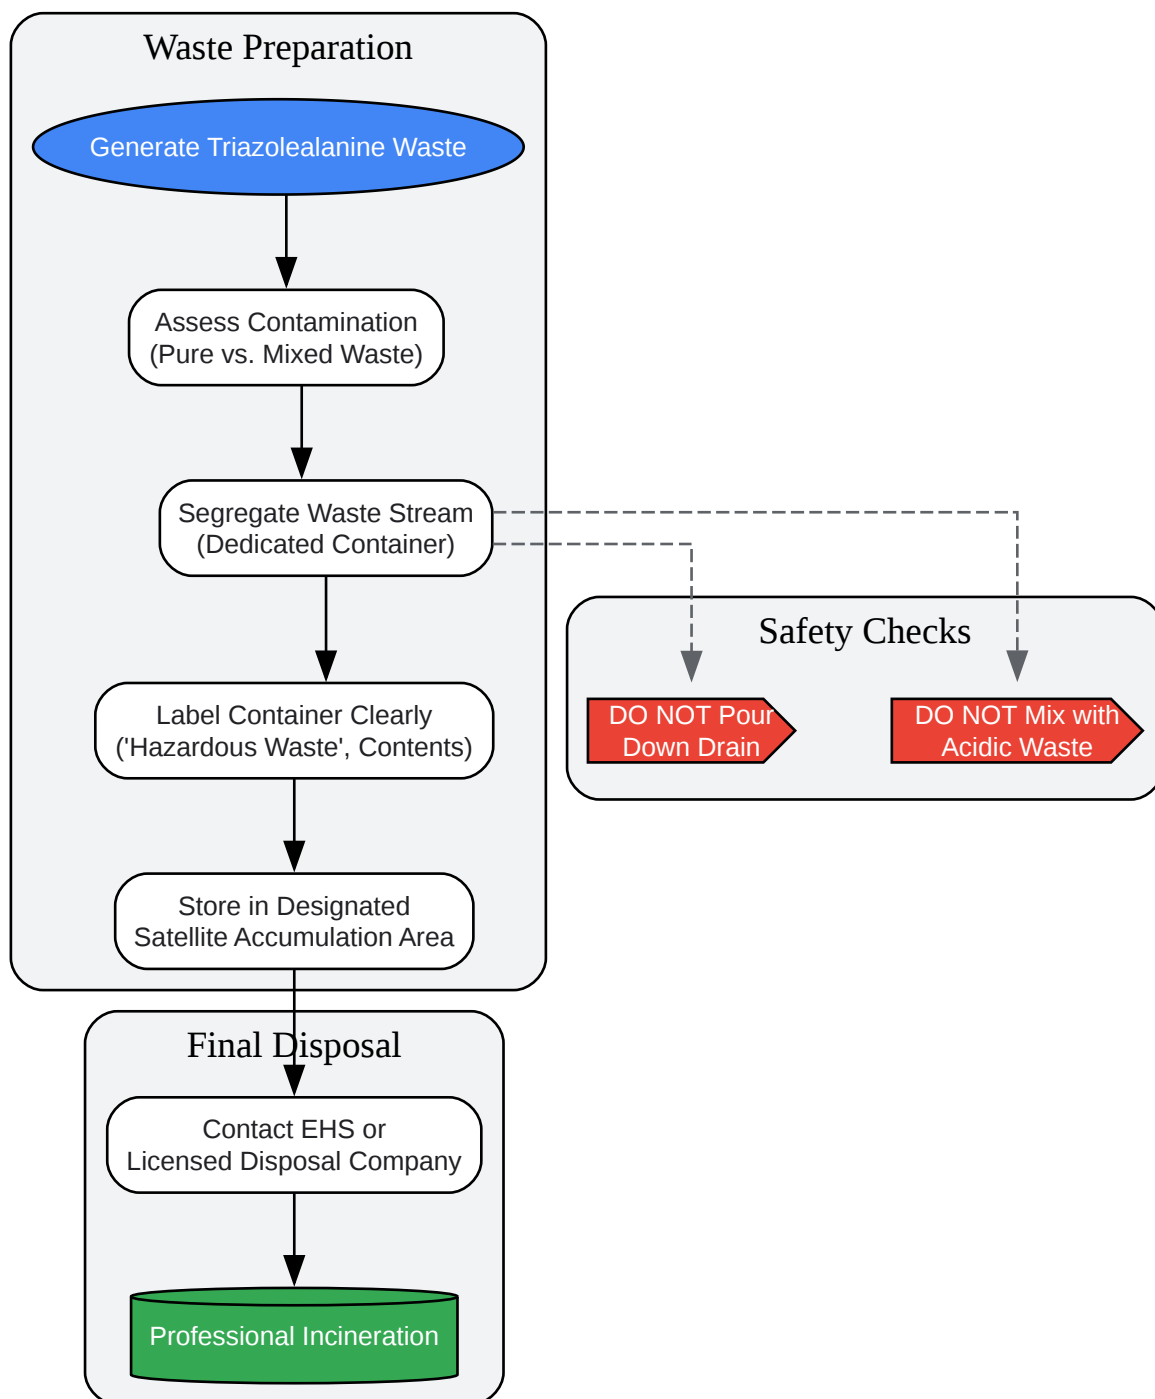 Waste Preparation
Generate Triazolealanine Waste
Assess Contamination
(Pure vs. Mixed Waste)
Segregate Waste Stream
(Dedicated Container)
Label Container Clearly
('Hazardous Waste', Contents)
Store in Designated
Satellite Accumulation Area
Safety Checks
DO NOT Pour
Down Drain
DO NOT Mix with
Acidic Waste
Final Disposal
Contact EHS or
Licensed Disposal Company
Professional Incineration